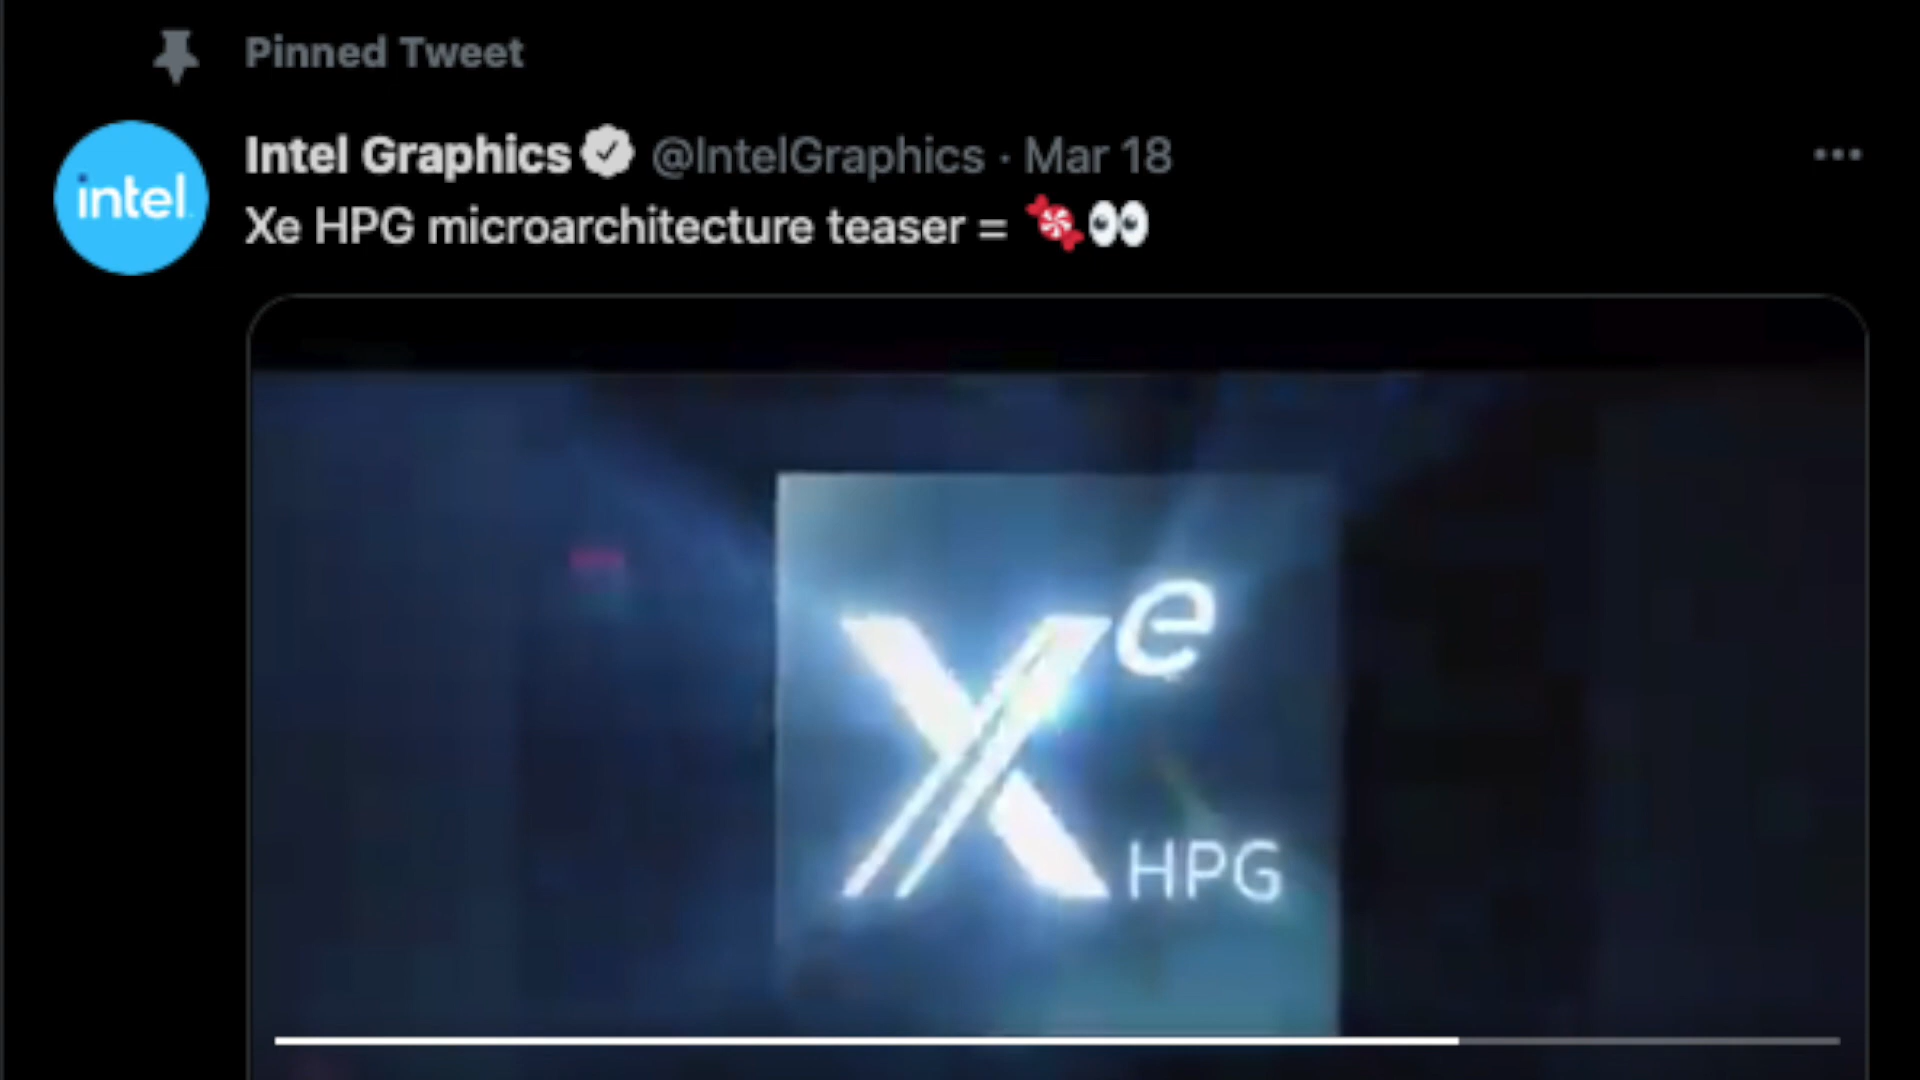 Pinned Tweet
intel.
Intel Graphics @IntelGraphics · Mar 18
Xe HPG microarchitecture teaser = 🍬👀
Xe
HPG